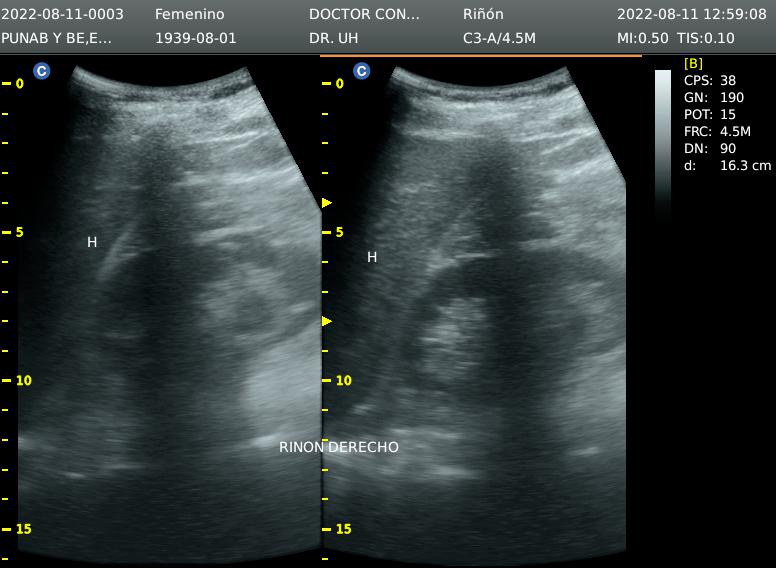 2022-08-11-0003 Femenino DOCTOR CON... Riñón 2022-08-11 12:59:08
PUNAB Y BE,E... 1939-08-01 DR. UH C3-A/4.5M MI:0.50 TIS:0.10
C C [B]
0 0 CPS: 38
GN: 190
POT: 15
FRC: 4.5M
DN: 90
d: 16.3 cm
5 5
H H
10 10
RINON DERECHO
15 15